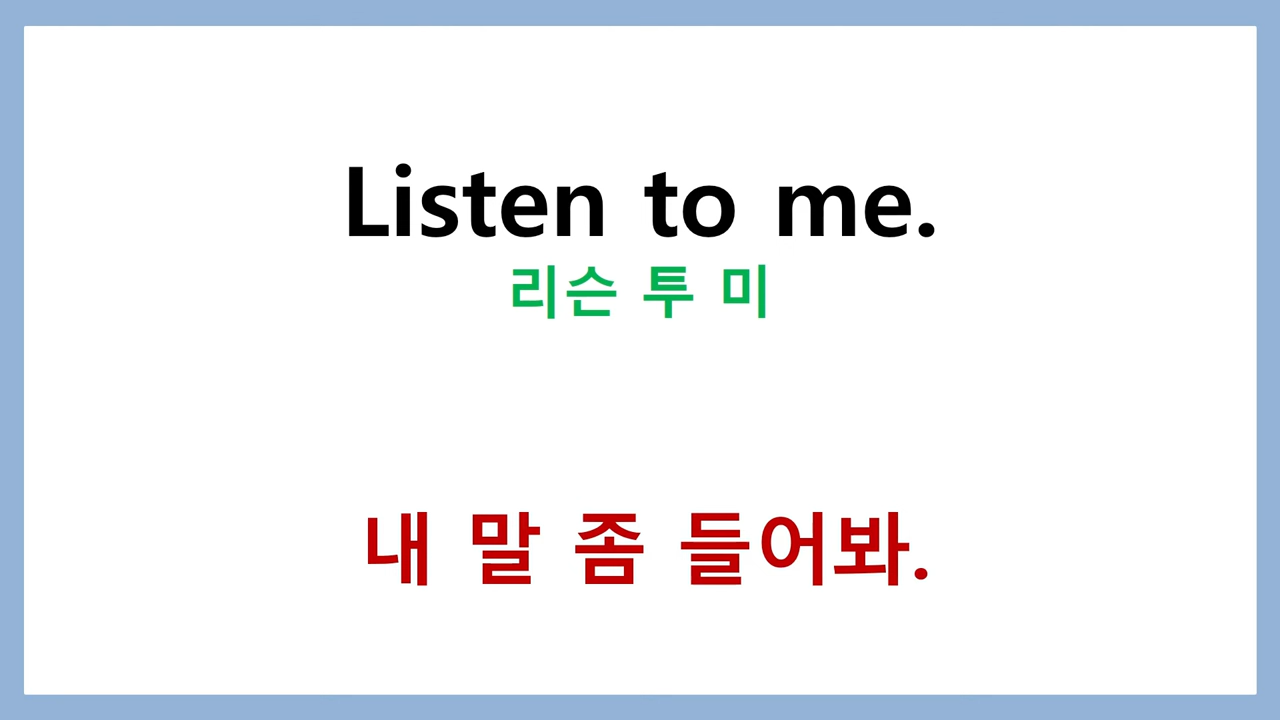 Listen to me.
리슨 투 미
내 말 좀 들어봐.